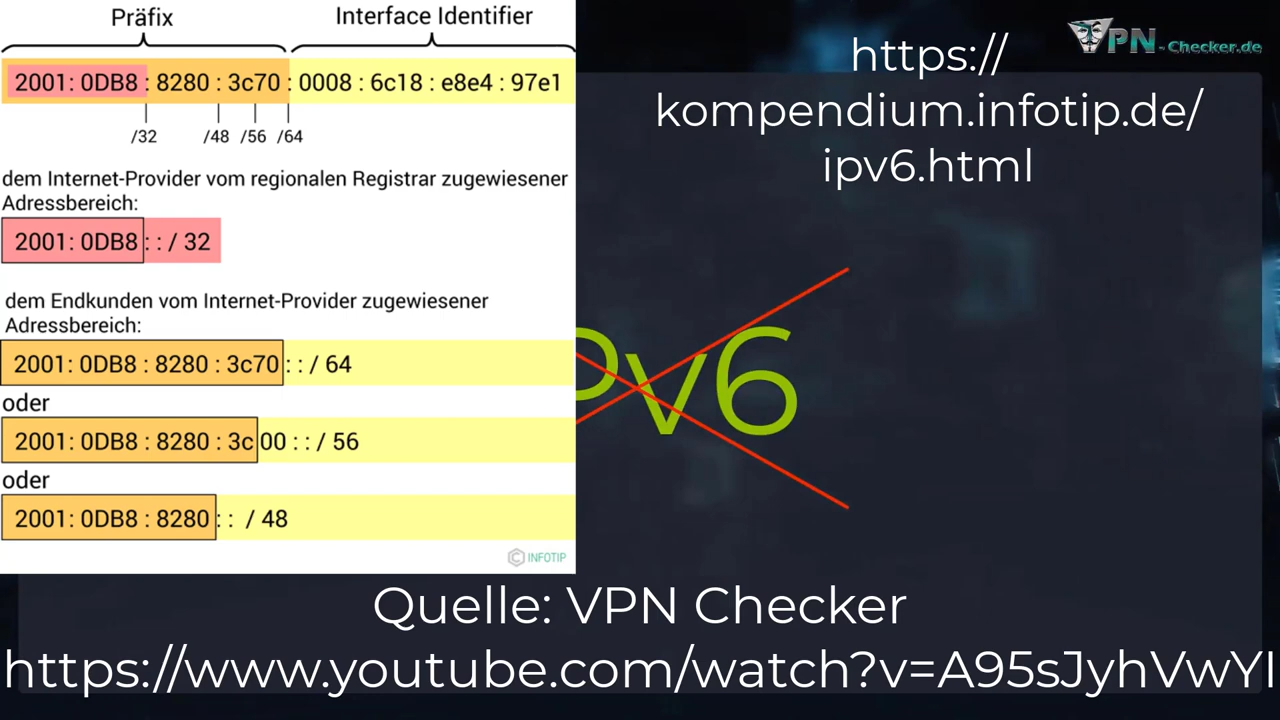 Präfix Interface Identifier
2001: 0DB8 : 8280 : 3c70 : 0008 : 6c18 : e8e4 : 97e1
/32 /48 /56 /64
dem Internet-Provider vom regionalen Registrar zugewiesener
Adressbereich:
2001: 0DB8 : : / 32
dem Endkunden vom Internet-Provider zugewiesener
Adressbereich:
2001: 0DB8 : 8280 : 3c70 : : / 64
oder
2001: 0DB8 : 8280 : 3c00 : : / 56
oder
2001: 0DB8 : 8280 : : / 48
© INFOTIP
https://
kompendium.infotip.de/
ipv6.html
VPN-Checker.de
Pv6
Quelle: VPN Checker
https://www.youtube.com/watch?v=A95sJyhVwYI